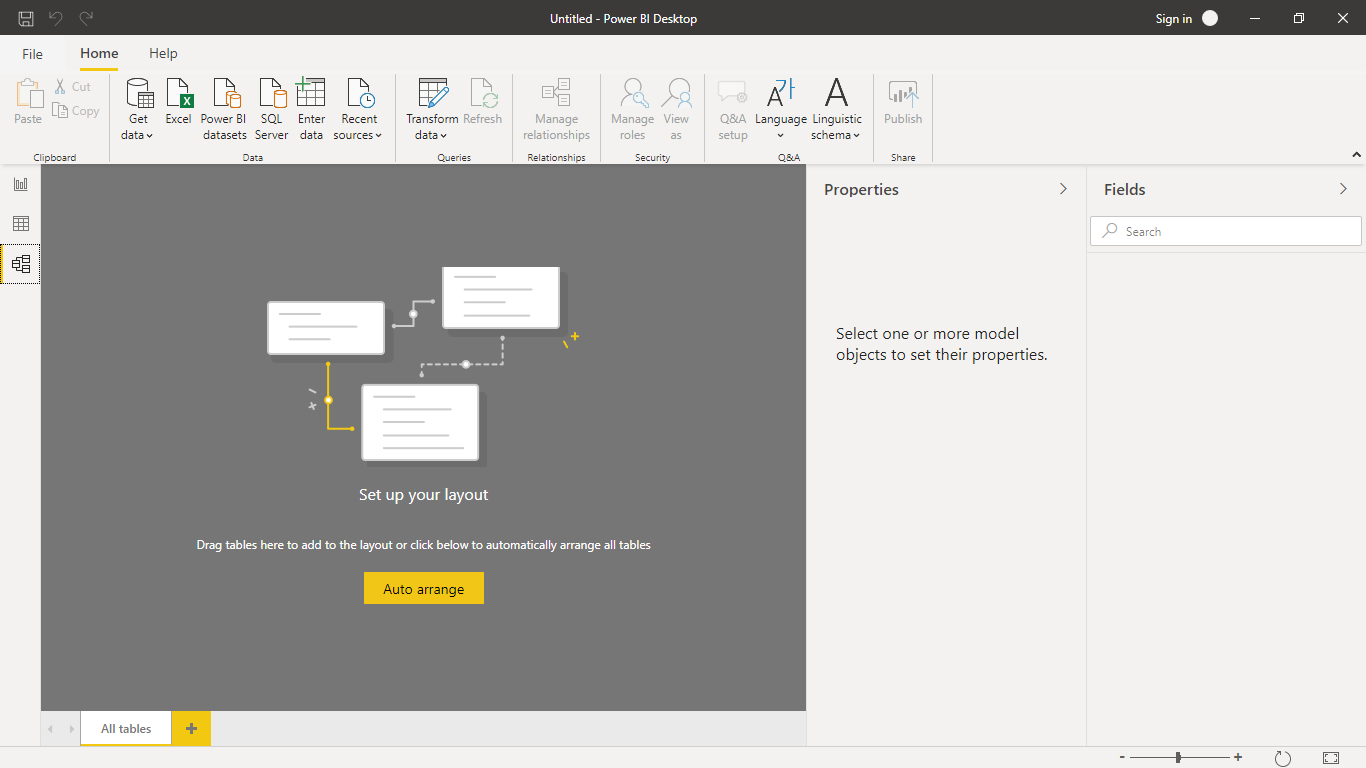 Untitled - Power BI Desktop
Sign in
File
Home
Help
Paste
Cut
Copy
Clipboard
Get
data
Excel
Power BI
datasets
SQL
Server
Enter
data
Recent
sources
Data
Transform
data
Refresh
Queries
Manage
relationships
Relationships
Manage
roles
View
as
Security
Q&A
setup
Language
Linguistic
schema
Q&A
Publish
Share
Set up your layout
Drag tables here to add to the layout or click below to automatically arrange all tables
Auto arrange
Properties
Select one or more model
objects to set their properties.
Fields
Search
All tables
+
- +